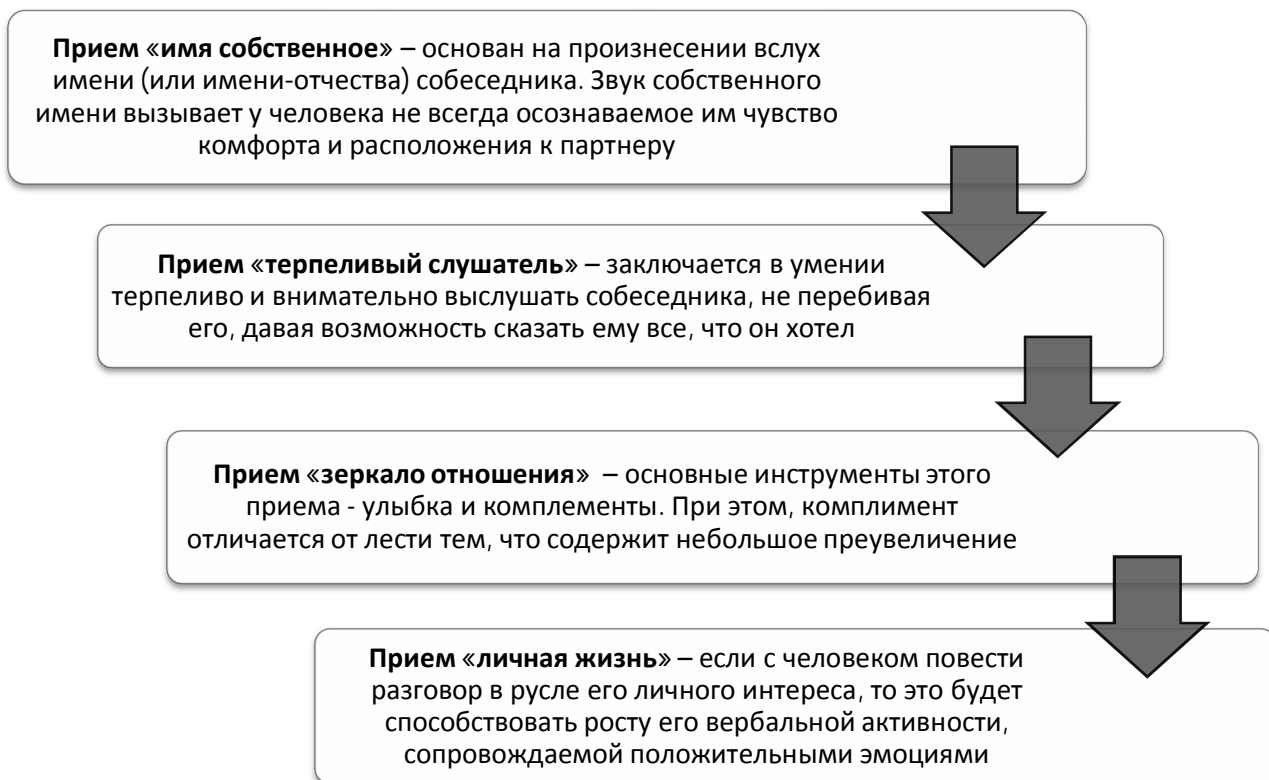 Прием «имя собственное» – основан на произнесении вслух
имени (или имени-отчества) собеседника. Звук собственного
имени вызывает у человека не всегда осознаваемое им чувство
комфорта и расположения к партнеру
Прием «терпеливый слушатель» – заключается в умении
терпеливо и внимательно выслушать собеседника, не перебивая
его, давая возможность сказать ему все, что он хотел
Прием «зеркало отношения» – основные инструменты этого
приема - улыбка и комплементы. При этом, комплимент
отличается от лести тем, что содержит небольшое преувеличение
Прием «личная жизнь» – если с человеком повести
разговор в русле его личного интереса, то это будет
способствовать росту его вербальной активности,
сопровождаемой положительными эмоциями